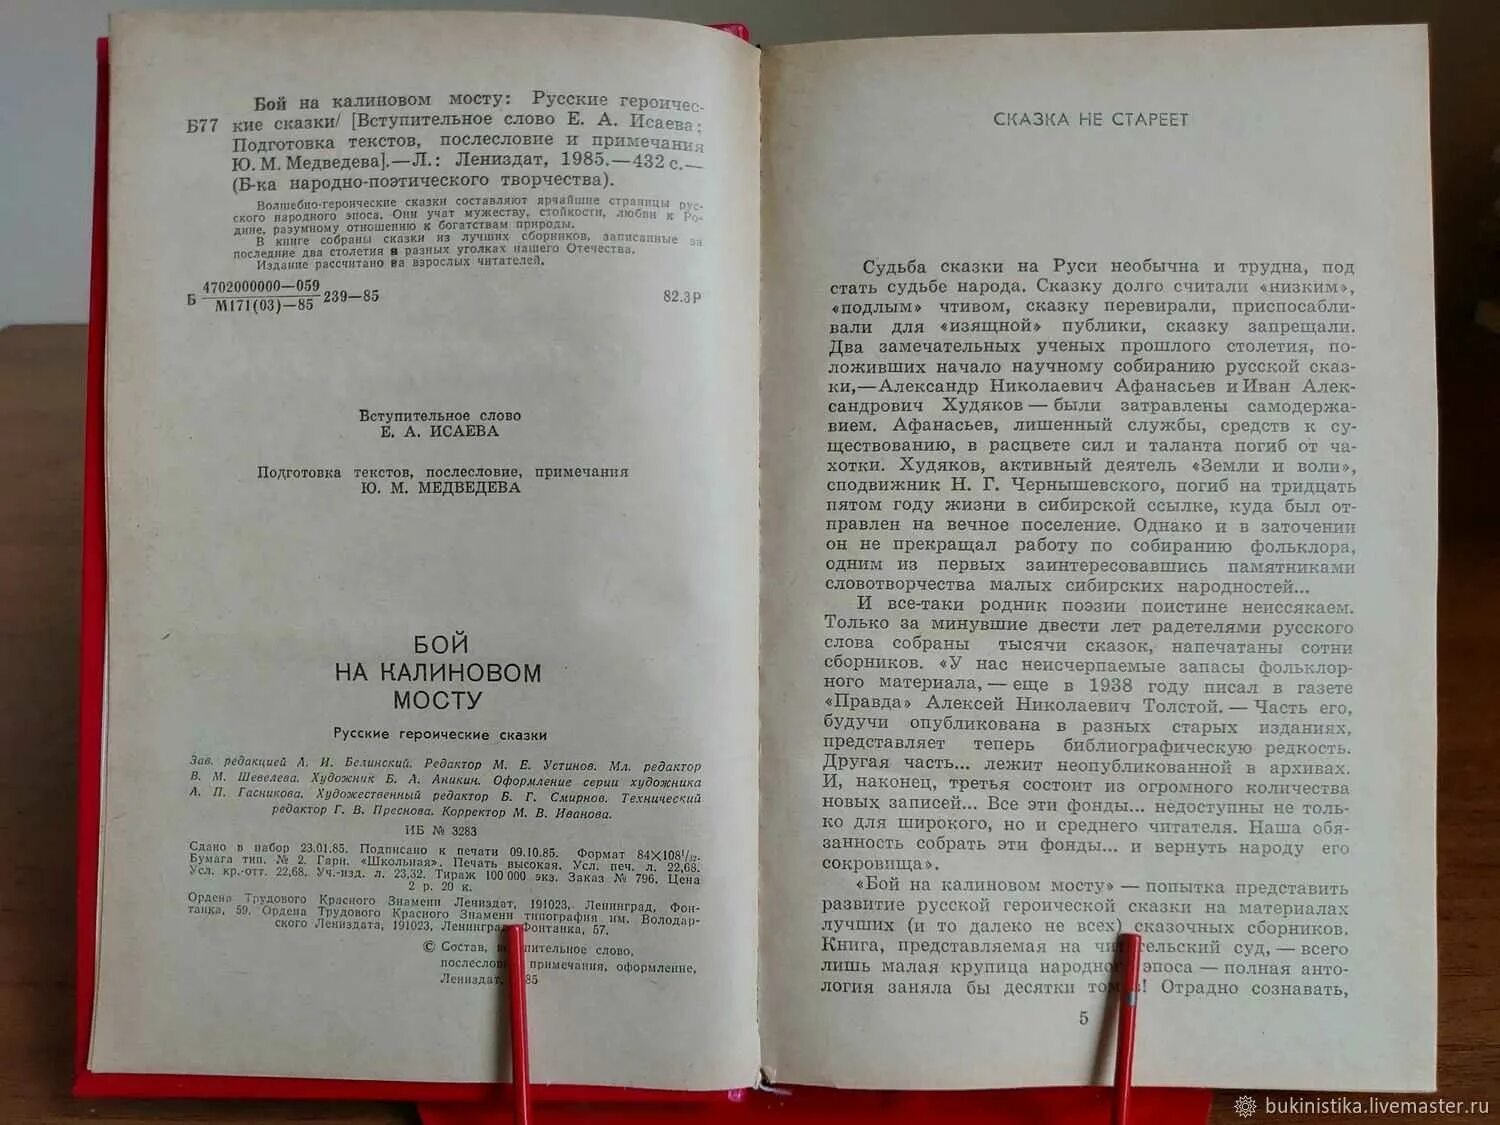 Бой на калиновом мосту: Русские героичес-
Б77 кие сказки/ [Вступительное слово Е. А. Исаева;
Подготовка текстов, послесловие и примечания
Ю. М. Медведева].—Л.: Лениздат, 1985.—432 с.—
(Б-ка народно-поэтического творчества).
Волшебно-героические сказки составляют ярчайшие страницы рус-
ского народного эпоса. Они учат мужеству, стойкости, любви к Ро-
дине, разумному отношению к богатствам природы.
В книге собраны сказки из лучших сборников, записанные за
последние два столетия в разных уголках нашего Отечества.
Издание рассчитано на взрослых читателей.
Б 4702000000—059
М171(03)—85 239—85
82.3Р
Вступительное слово
Е. А. ИСАЕВА
Подготовка текстов, послесловие, примечания
Ю. М. МЕДВЕДЕВА
БОЙ
НА КАЛИНОВОМ
МОСТУ
Русские героические сказки
Зав. редакцией А. И. Белинский. Редактор М. Е. Устинов. Мл. редактор
В. М. Шевелева. Художник Б. А. Аникин. Оформление серии художника
А. П. Гасникова. Художественный редактор Б. Г. Смирнов. Технический
редактор Г. В. Преснова. Корректор М. В. Иванова.
ИБ № 3283
Сдано в набор 23.01.85. Подписано к печати 09.10.85. Формат 84×108¹/₃₂.
Бумага тип. № 2. Гарн. «Школьная». Печать высокая. Усл. печ. л. 22,68.
Усл. кр.-отт. 22,68. Уч.-изд. л. 23,32. Тираж 100 000 экз. Заказ № 796. Цена
2 р. 20 к.
Ордена Трудового Красного Знамени Лениздат, 191023, Ленинград, Фон-
танка, 59. Ордена Трудового Красного Знамени типография им. Володар-
ского Лениздата, 191023, Ленинград, Фонтанка, 57.
© Состав, вступительное слово,
послесловие, примечания, оформление,
Лениздат, 1985
СКАЗКА НЕ СТАРЕЕТ
Судьба сказки на Руси необычна и трудна, под
стать судьбе народа. Сказку долго считали «низким»,
«подлым» чтивом, сказку перевирали, приспосабли-
вали для «изящной» публики, сказку запрещали.
Два замечательных ученых прошлого столетия, по-
ложивших начало научному собиранию русской сказ-
ки,—Александр Николаевич Афанасьев и Иван Алек-
сандрович Худяков — были затравлены самодержа-
вием. Афанасьев, лишенный службы, средств к су-
ществованию, в расцвете сил и таланта погиб от ча-
хотки. Худяков, активный деятель «Земли и воли»,
сподвижник Н. Г. Чернышевского, погиб на тридцать
пятом году жизни в сибирской ссылке, куда был от-
правлен на вечное поселение. Однако и в заточении
он не прекращал работу по собиранию фольклора,
одним из первых заинтересовавшись памятниками
словотворчества малых сибирских народностей...
И все-таки родник поэзии поистине неиссякаем.
Только за минувшие двести лет радетелями русского
слова собраны тысячи сказок, напечатаны сотни
сборников. «У нас неисчерпаемые запасы фольклор-
ного материала, — еще в 1938 году писал в газете
«Правда» Алексей Николаевич Толстой. — Часть его,
будучи опубликована в разных старых изданиях,
представляет теперь библиографическую редкость.
Другая часть... лежит неопубликованной в архивах.
И, наконец, третья состоит из огромного количества
новых записей... Все эти фонды... недоступны не толь-
ко для широкого, но и среднего читателя. Наша обя-
занность собрать эти фонды... и вернуть народу его
сокровища».
«Бой на калиновом мосту» — попытка представить
развитие русской героической сказки на материалах
лучших (и то далеко не всех) сказочных сборников.
Книга, представляемая на читательский суд, — всего
лишь малая крупица народного эпоса — полная анто-
логия заняла бы десятки томов! Отрадно сознавать,
5
bukinistika.livemaster.ru